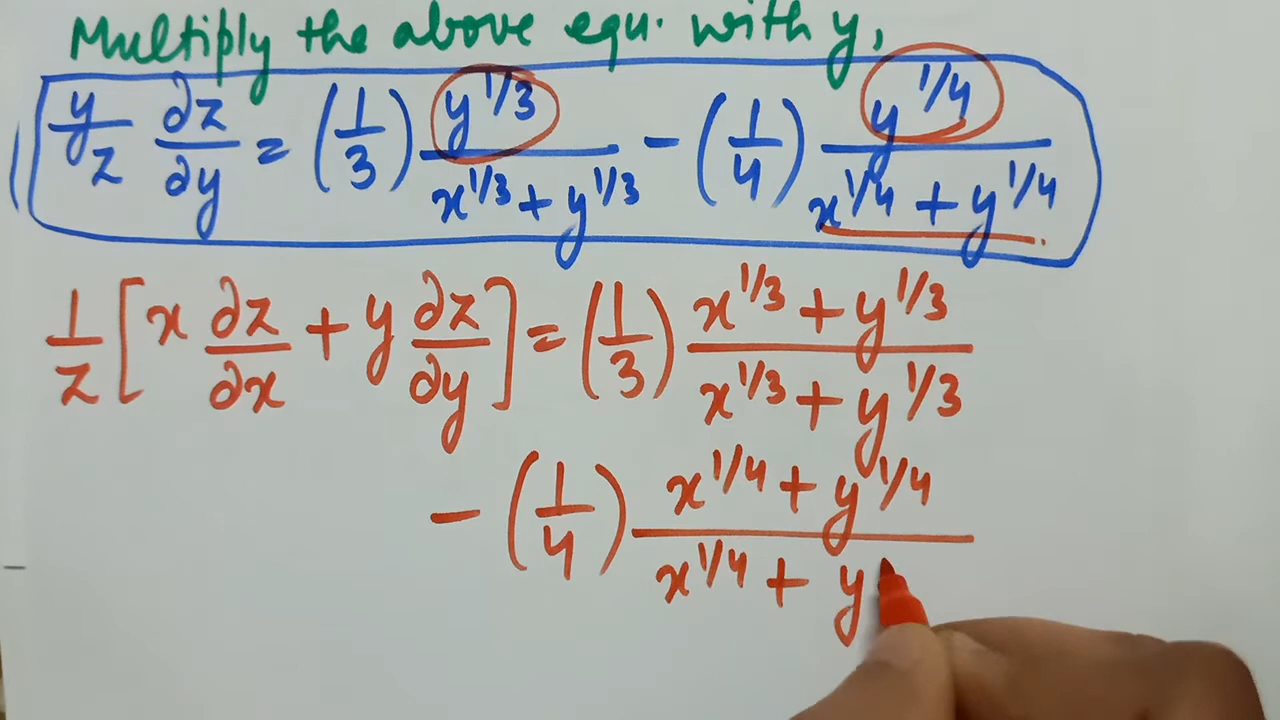 Multiply the above equ. with y,
y/z ∂z/∂y = (1/3) y^1/3 / x^1/3 + y^1/3 - (1/4) y^1/4 / x^1/4 + y^1/4
1/z [x ∂z/∂x + y ∂z/∂y] = (1/3) x^1/3 + y^1/3 / x^1/3 + y^1/3
- (1/4) x^1/4 + y^1/4 / x^1/4 + y